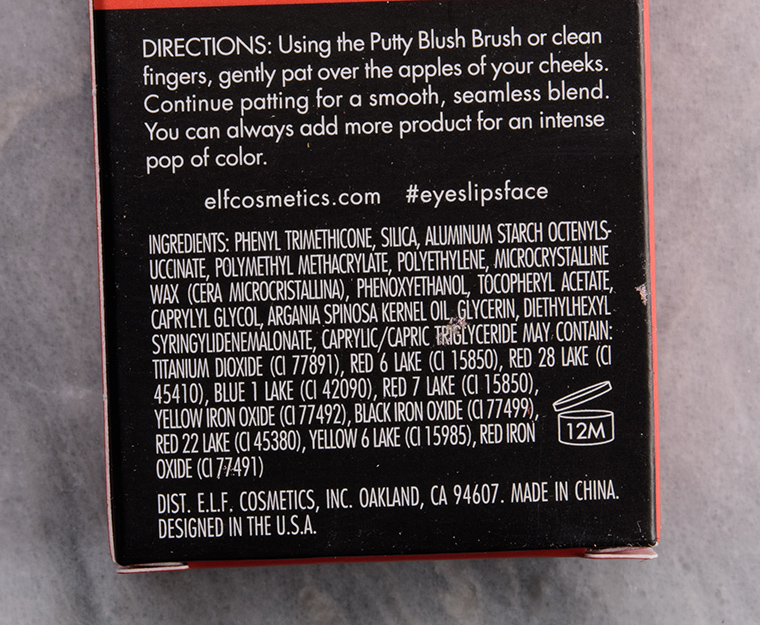 DIRECTIONS: Using the Putty Blush Brush or clean
fingers, gently pat over the apples of your cheeks.
Continue patting for a smooth, seamless blend.
You can always add more product for an intense
pop of color.
elfcosmetics.com #eyeslipsface
INGREDIENTS: PHENYL TRIMETHICONE, SILICA, ALUMINUM STARCH OCTENYLS-
UCCINATE, POLYMETHYL METHACRYLATE, POLYETHYLENE, MICROCRYSTALLINE
WAX (CERA MICROCRISTALLINA), PHENOXYETHANOL, TOCOPHERYL ACETATE,
CAPRYLYL GLYCOL, ARGANIA SPINOSA KERNEL OIL, GLYCERIN, DIETHYLHEXYL
SYRINGYLIDENEMALONATE, CAPRYLIC/CAPRIC TRIGLYCERIDE MAY CONTAIN:
TITANIUM DIOXIDE (CI 77891), RED 6 LAKE (CI 15850), RED 28 LAKE (CI
45410), BLUE 1 LAKE (CI 42090), RED 7 LAKE (CI 15850),
YELLOW IRON OXIDE (CI 77492), BLACK IRON OXIDE (CI 77499),
RED 22 LAKE (CI 45380), YELLOW 6 LAKE (CI 15985), RED IRON
OXIDE (CI 77491)
12M
DIST. E.L.F. COSMETICS, INC. OAKLAND, CA 94607. MADE IN CHINA.
DESIGNED IN THE U.S.A.